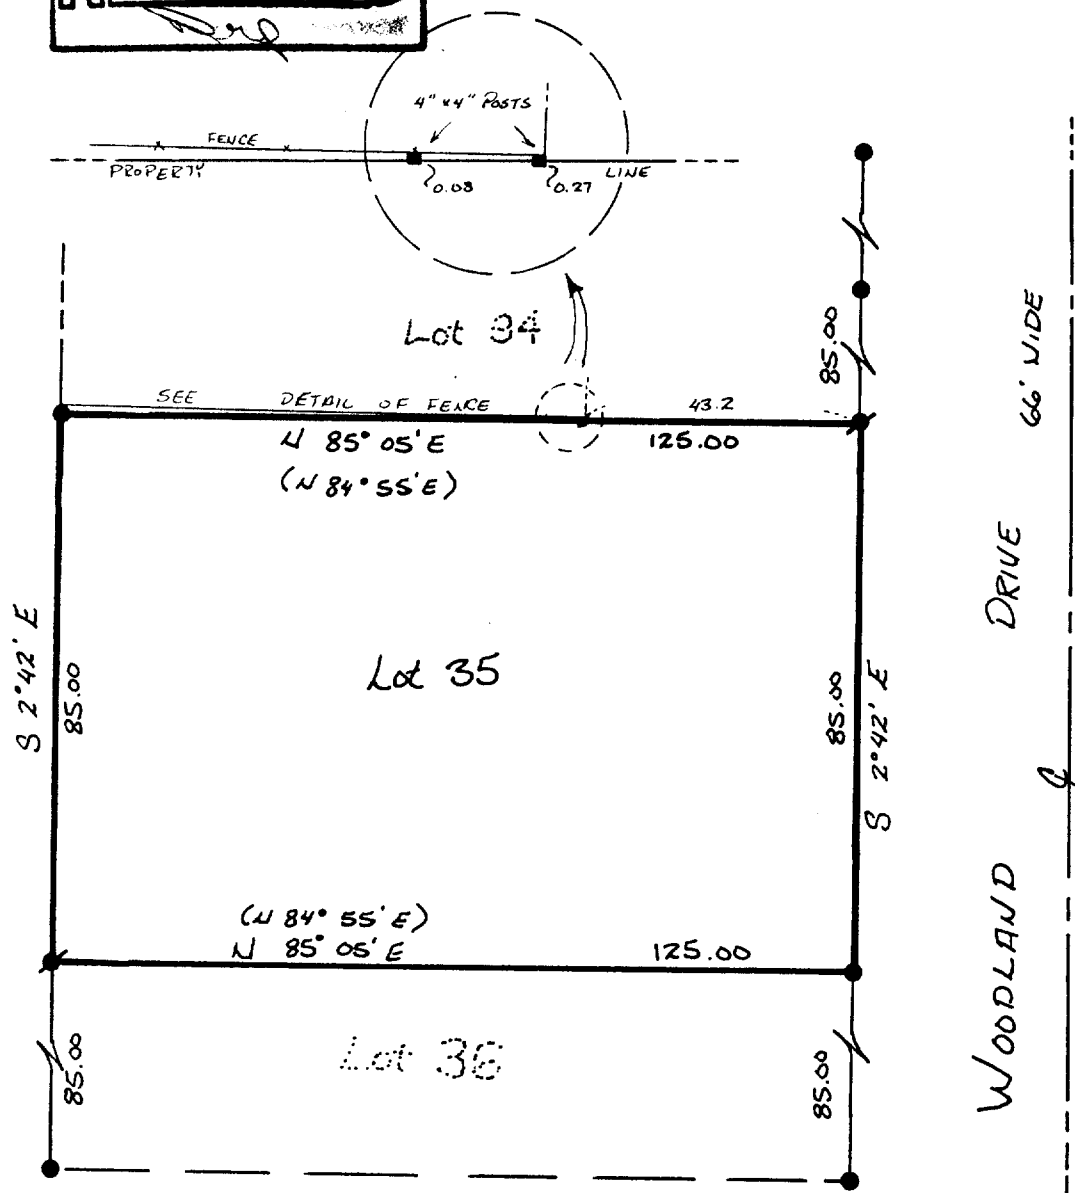 4" x 4" POSTS
FENCE
PROPERTY
LINE
0.08
0.27
Lot 34
85.00
66' WIDE
SEE DETAIL OF FENCE
43.2
N 85° 05' E
125.00
(N 84° 55' E)
S 2°42' E
85.00
Lot 35
85.00
S 2°42' E
WOODLAND DRIVE
(N 84° 55' E)
N 85° 05' E
125.00
85.00
Lot 36
85.00